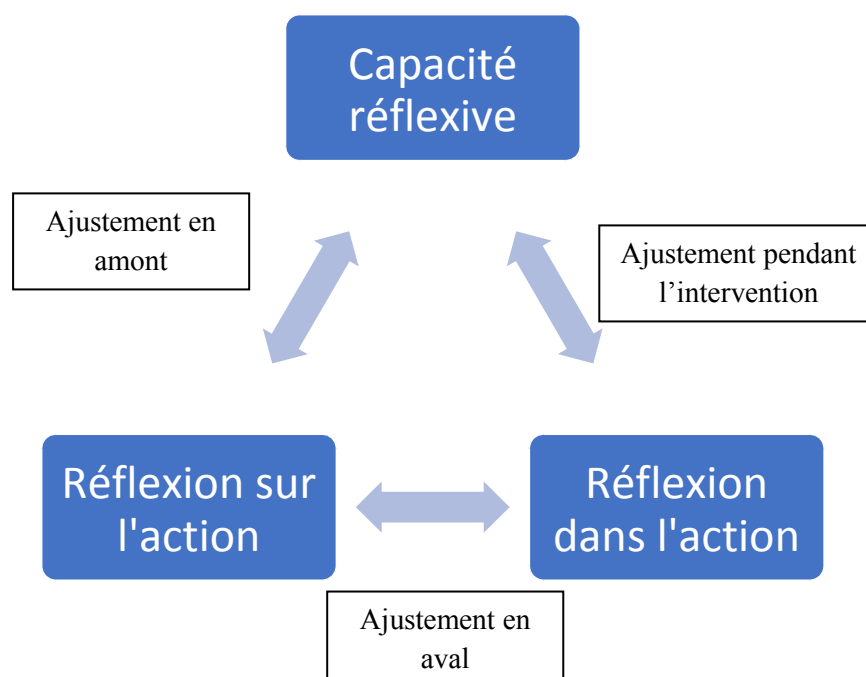 Capacité
réflexive
Ajustement en
amont
Ajustement pendant
l’intervention
Réflexion sur
l'action
Réflexion
dans l'action
Ajustement en
aval